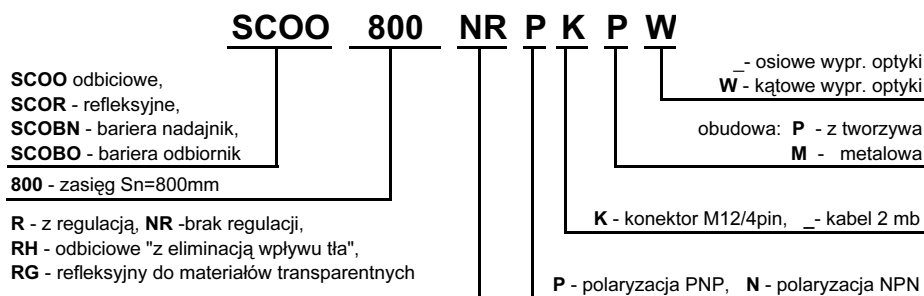 SCOO 800 NR P K P W
SCOO odbiciowe,
SCOR - refleksyjne,
SCOBN - bariera nadajnik,
SCOBO - bariera odbiornik
800 - zasięg Sn=800mm
R - z regulacją, NR -brak regulacji,
RH - odbiciowe "z eliminacją wpływu tła",
RG - refleksyjny do materiałów transparentnych
_- osiowe wypr. optyki
W - kątowe wypr. optyki
obudowa: P - z tworzywa
M - metalowa
K - konektor M12/4pin, _- kabel 2 mb
P - polaryzacja PNP, N - polaryzacja NPN